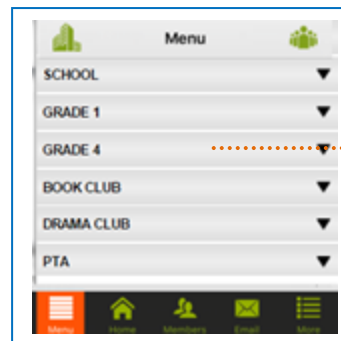 Menu
SCHOOL
GRADE 1
GRADE 4
BOOK CLUB
DRAMA CLUB
PTA
Menu Home Members Email More